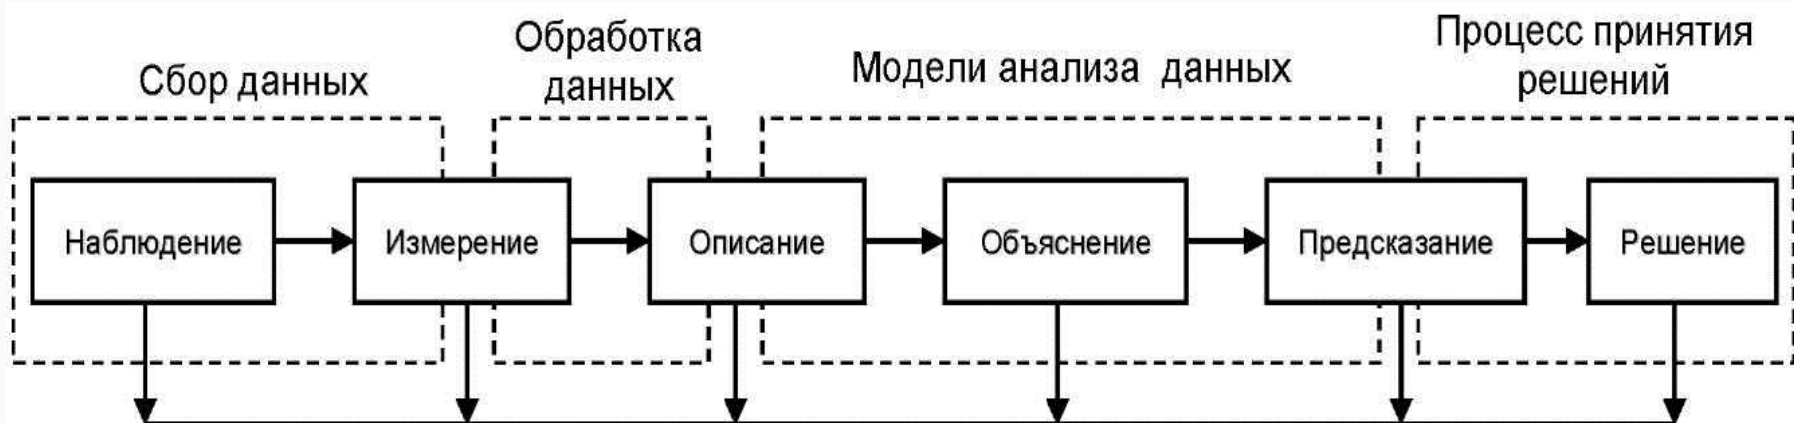 Сбор данных
Обработка
данных
Модели анализа данных
Процесс принятия
решений
Наблюдение
Измерение
Описание
Объяснение
Предсказание
Решение